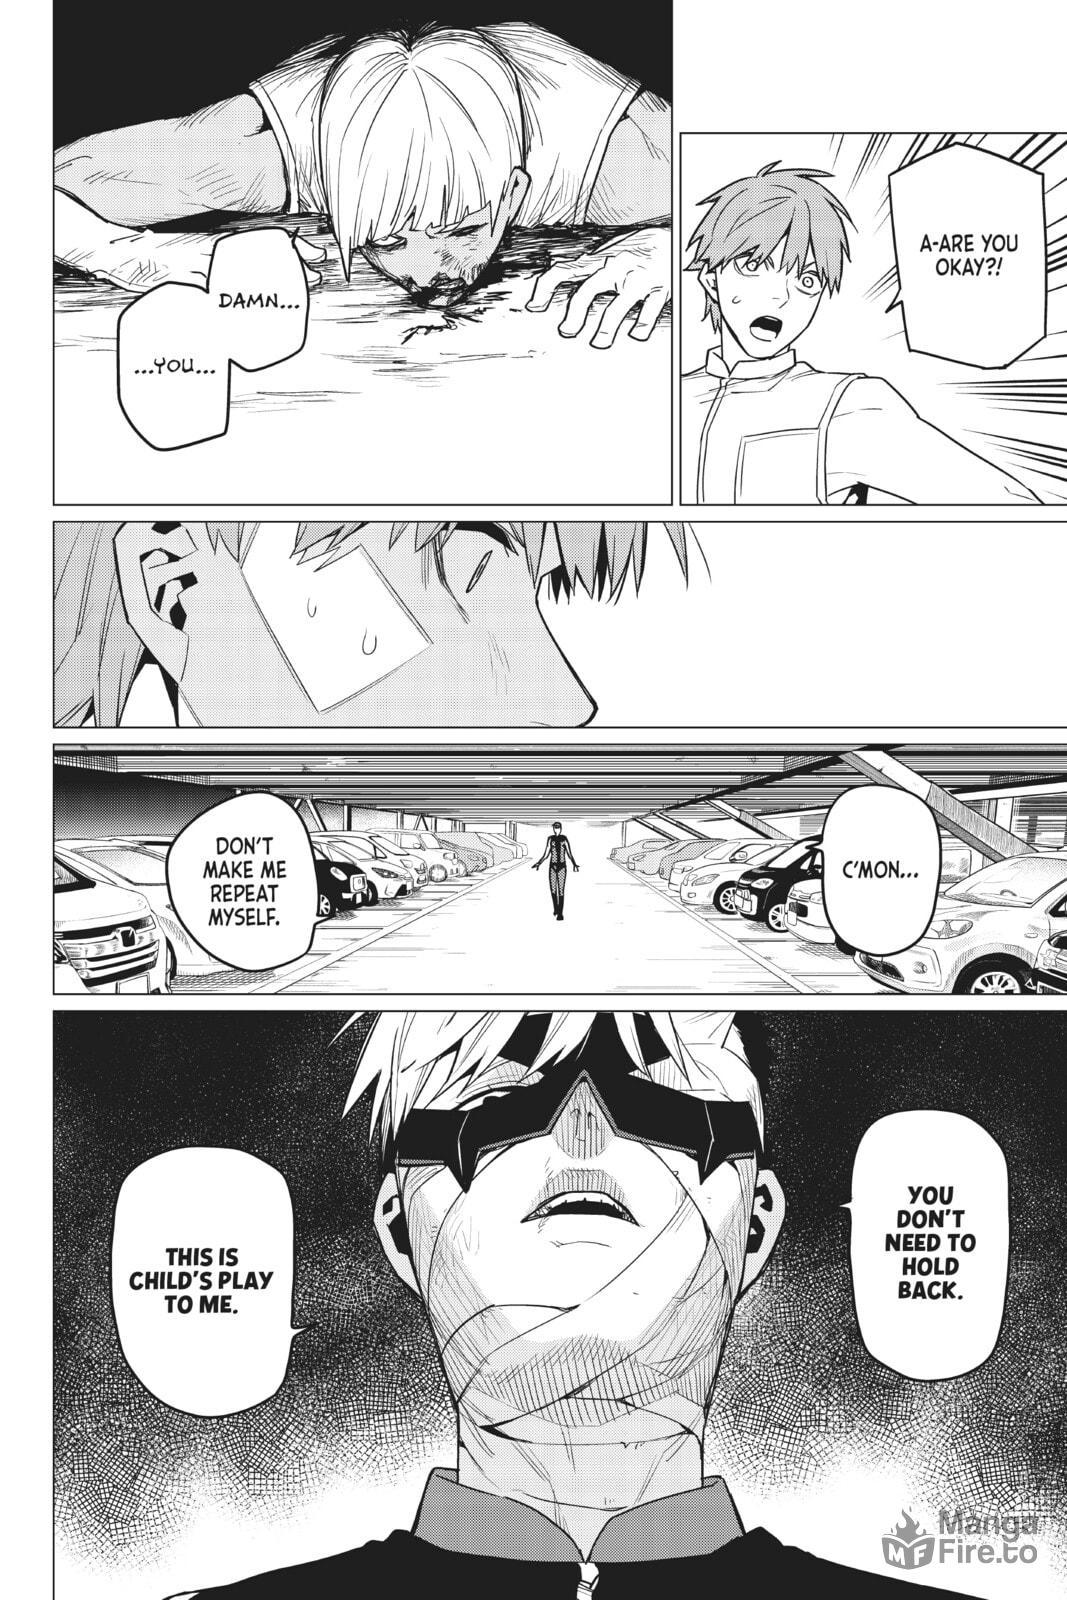 A-ARE YOU
OKAY?!
DAMN...
...YOU...
C'MON...
DON'T
MAKE ME
REPEAT
MYSELF.
YOU
DON'T
NEED TO
HOLD
BACK.
THIS IS
CHILD'S PLAY
TO ME.
MF
Manga
Fire.to